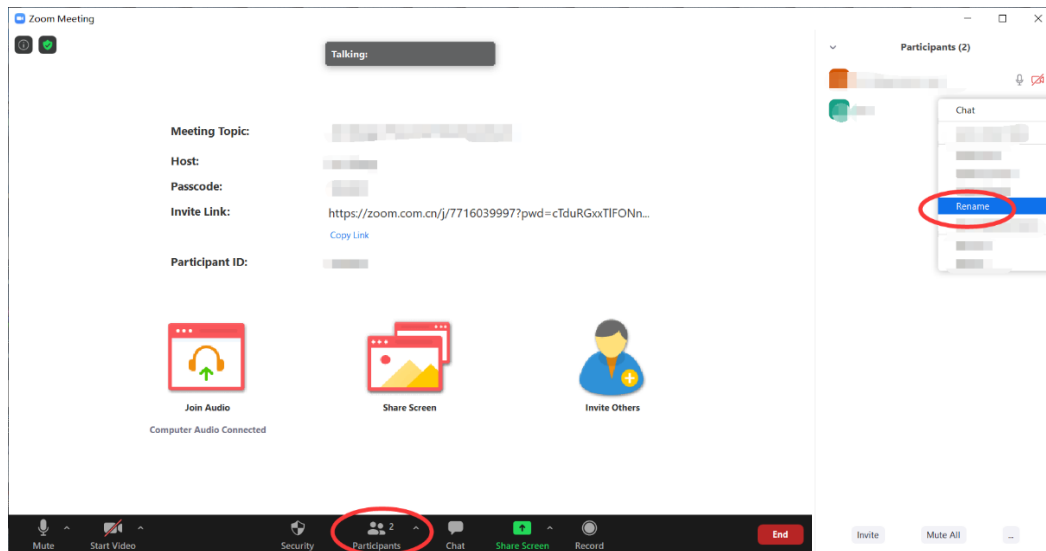 Zoom Meeting
Talking:
Participants (2)
Chat
Meeting Topic:
Host:
Passcode:
Invite Link:
https://zoom.com.cn/j/7716039997?pwd=cTduRGxxTlFONn...
Rename
Copy Link
Participant ID:
Join Audio
Share Screen
Invite Others
Computer Audio Connected
Mute
Start Video
Security
2
Participants
Chat
Share Screen
Record
End
Invite
Mute All
...